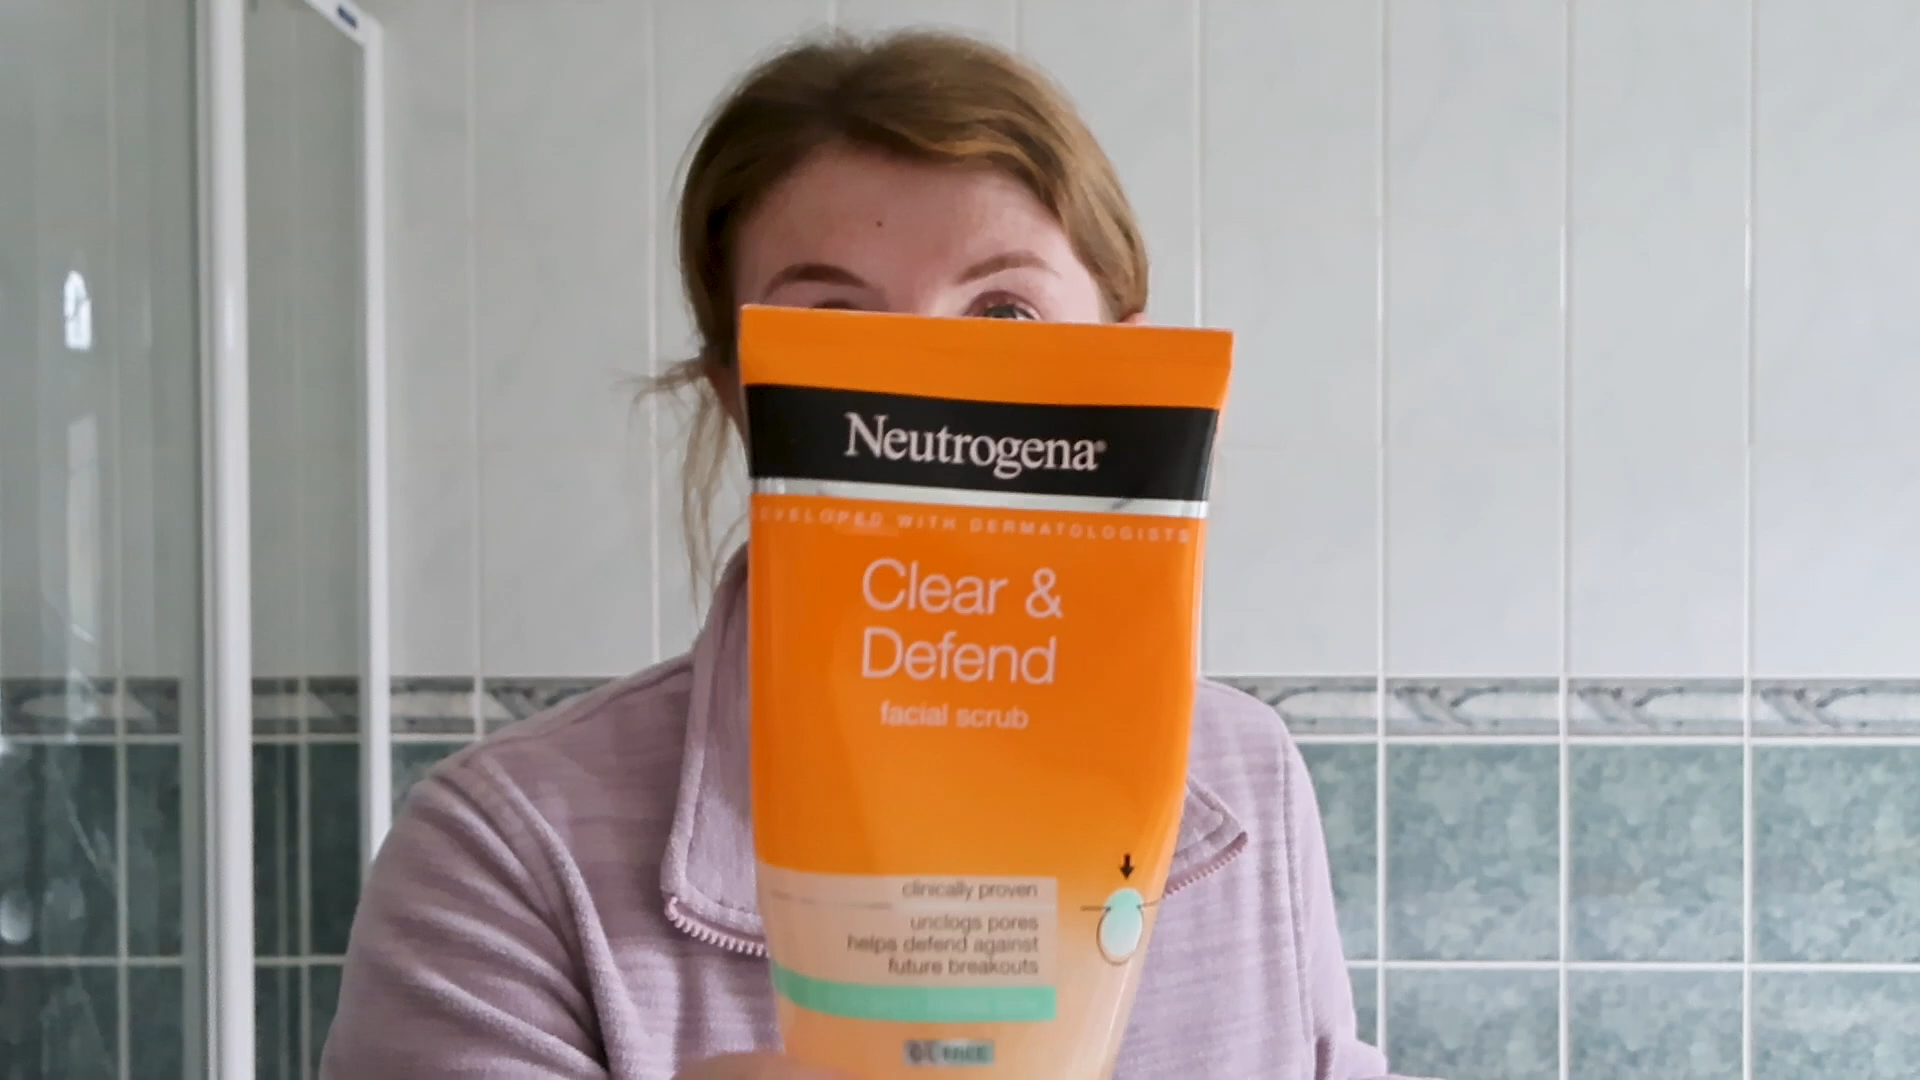 Neutrogena®
DEVELOPED WITH DERMATOLOGISTS
Clear &
Defend
facial scrub
clinically proven
unclogs pores
helps defend against
future breakouts